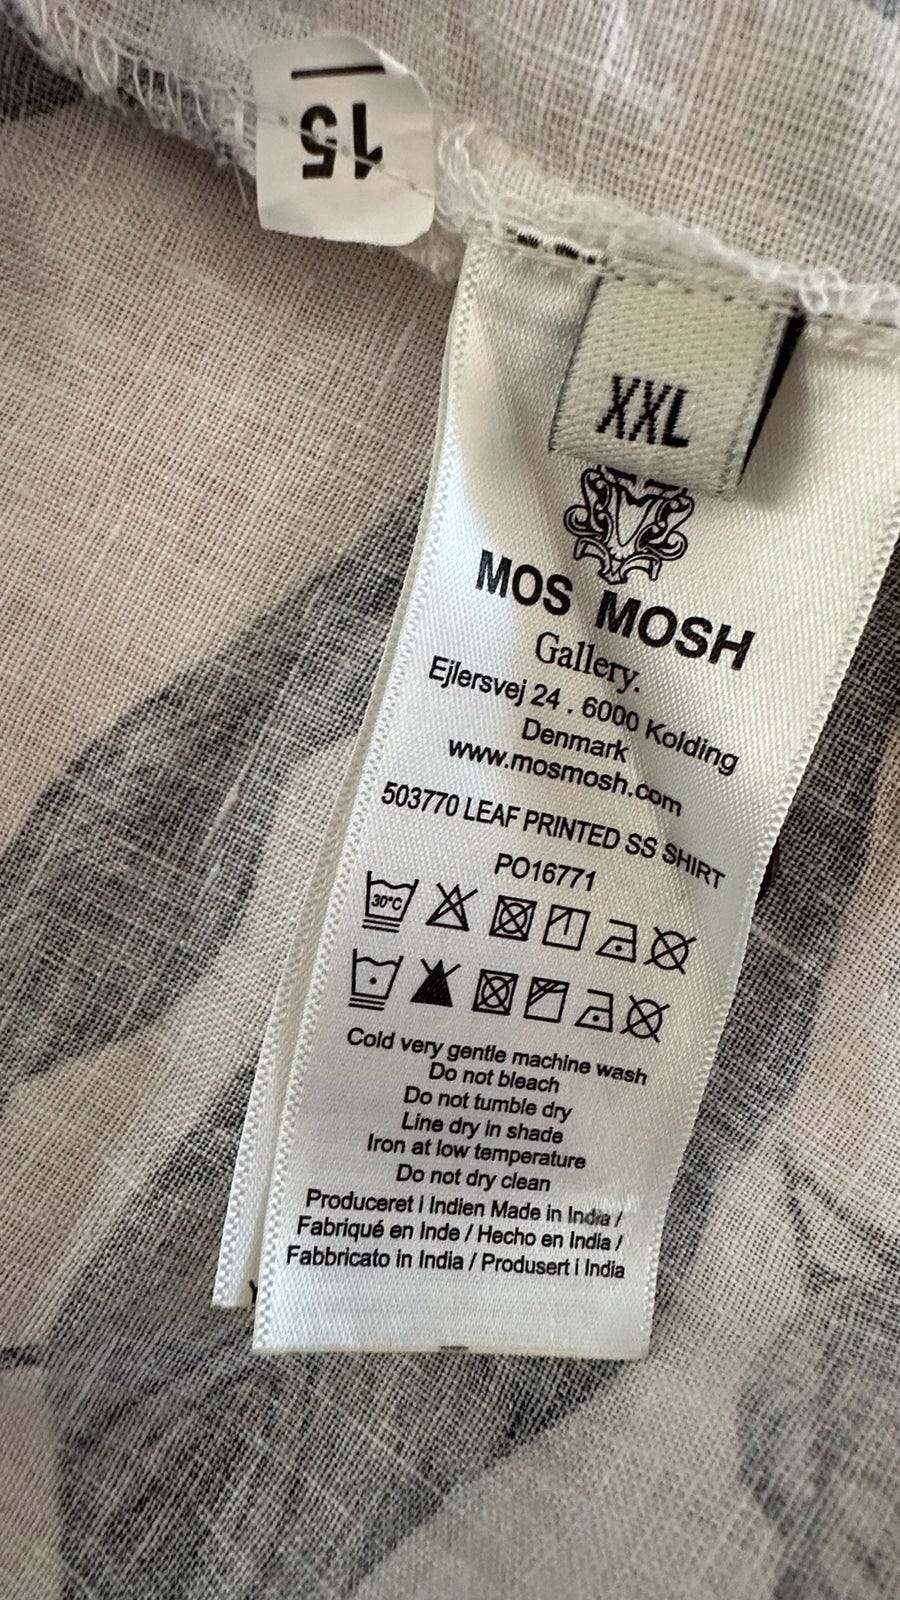 15
XXL
MOS MOSH
Gallery.
Ejlersvej 24 . 6000 Kolding
Denmark
www.mosmosh.com
503770 LEAF PRINTED SS SHIRT
PO16771
30°C
Cold very gentle machine wash
Do not bleach
Do not tumble dry
Line dry in shade
Iron at low temperature
Do not dry clean
Produceret i Indien Made in India /
Fabriqué en Inde / Hecho en India /
Fabbricato in India / Produsert i India